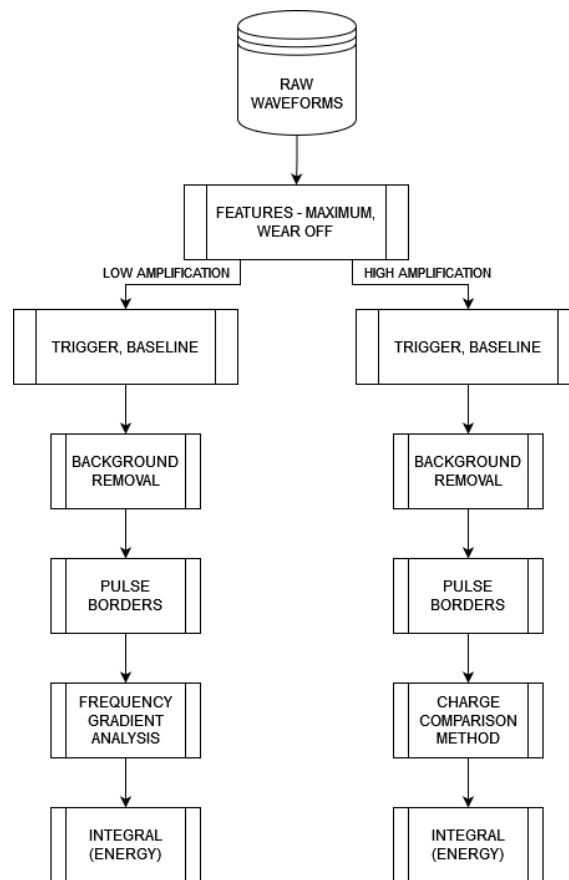 RAW
WAVEFORMS
FEATURES - MAXIMUM,
WEAR OFF
LOW AMPLIFICATION
HIGH AMPLIFICATION
TRIGGER, BASELINE
TRIGGER, BASELINE
BACKGROUND
REMOVAL
BACKGROUND
REMOVAL
PULSE
BORDERS
PULSE
BORDERS
FREQUENCY
GRADIENT
ANALYSIS
CHARGE
COMPARISON
METHOD
INTEGRAL
(ENERGY)
INTEGRAL
(ENERGY)